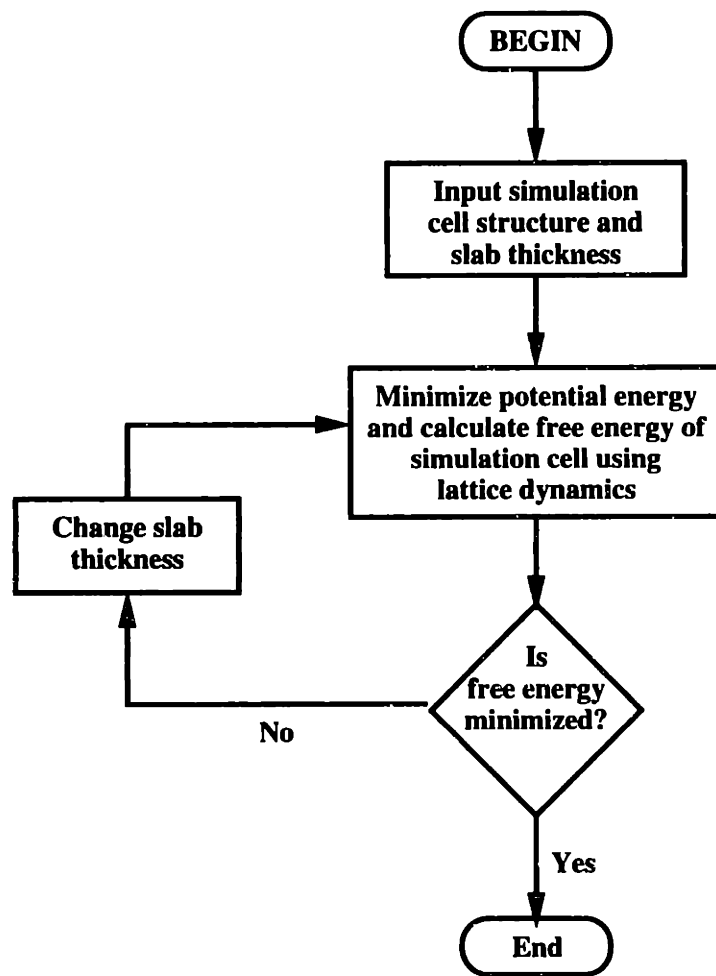 BEGIN
Input simulation
cell structure and
slab thickness
Minimize potential energy
and calculate free energy of
simulation cell using
lattice dynamics
Change slab
thickness
Is
free energy
minimized?
No
Yes
End